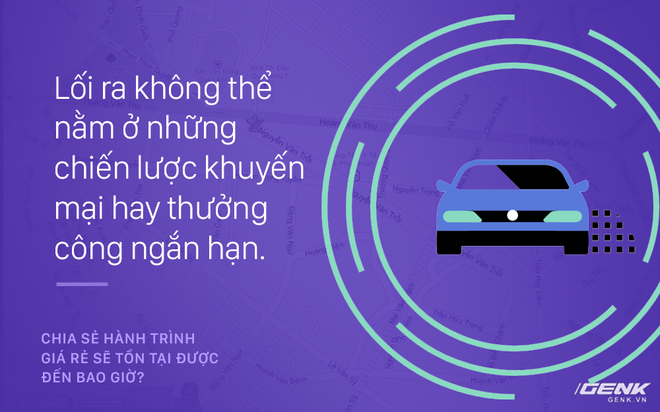 Lối ra không thể
nằm ở những
chiến lược khuyến
mại hay thưởng
công ngắn hạn.
CHIA SẺ HÀNH TRÌNH
GIÁ RẺ SẼ TỒN TẠI ĐƯỢC
ĐẾN BAO GIỜ?
GENK
GENK.VN